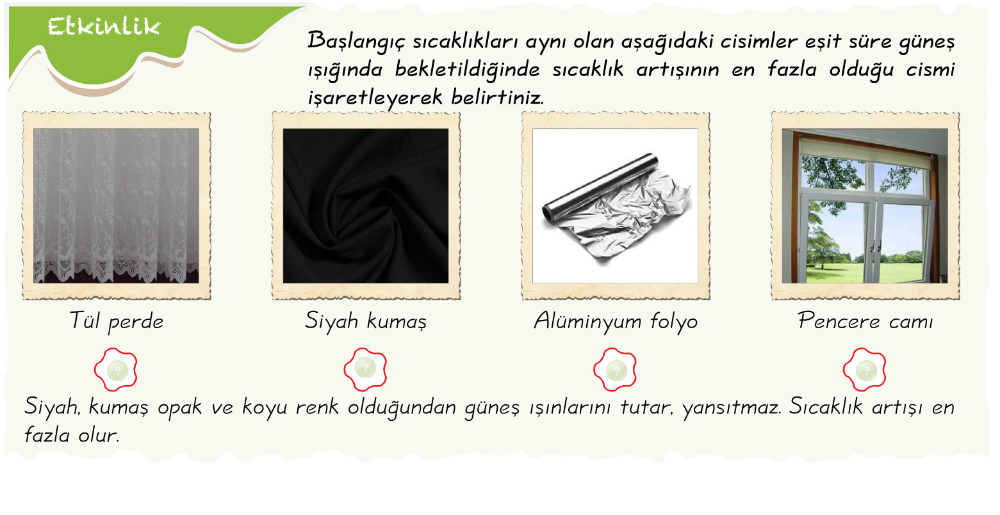 Etkinlik
Başlangıç sıcaklıkları aynı olan aşağıdaki cisimler eşit süre güneş
ışığında bekletildiğinde sıcaklık artışının en fazla olduğu cismi
işaretleyerek belirtiniz.
Tül perde
Siyah kumaş
Alüminyum folyo
Pencere camı
?
?
?
?
Siyah, kumaş opak ve koyu renk olduğundan güneş ışınlarını tutar, yansıtmaz. Sıcaklık artışı en
fazla olur.